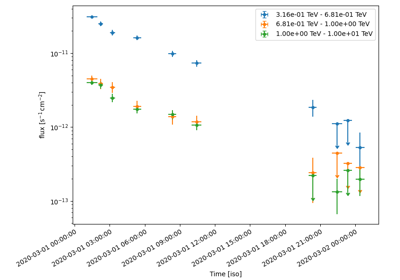 3.16e-01 TeV - 6.81e-01 TeV
6.81e-01 TeV - 1.00e+00 TeV
1.00e+00 TeV - 1.00e+01 TeV
10⁻¹¹
10⁻¹²
10⁻¹³
flux [s⁻¹ cm⁻²]
2020-03-01 00:00:00
2020-03-01 03:00:00
2020-03-01 06:00:00
2020-03-01 09:00:00
2020-03-01 12:00:00
2020-03-01 15:00:00
2020-03-01 18:00:00
2020-03-01 21:00:00
2020-03-02 00:00:00
Time [iso]